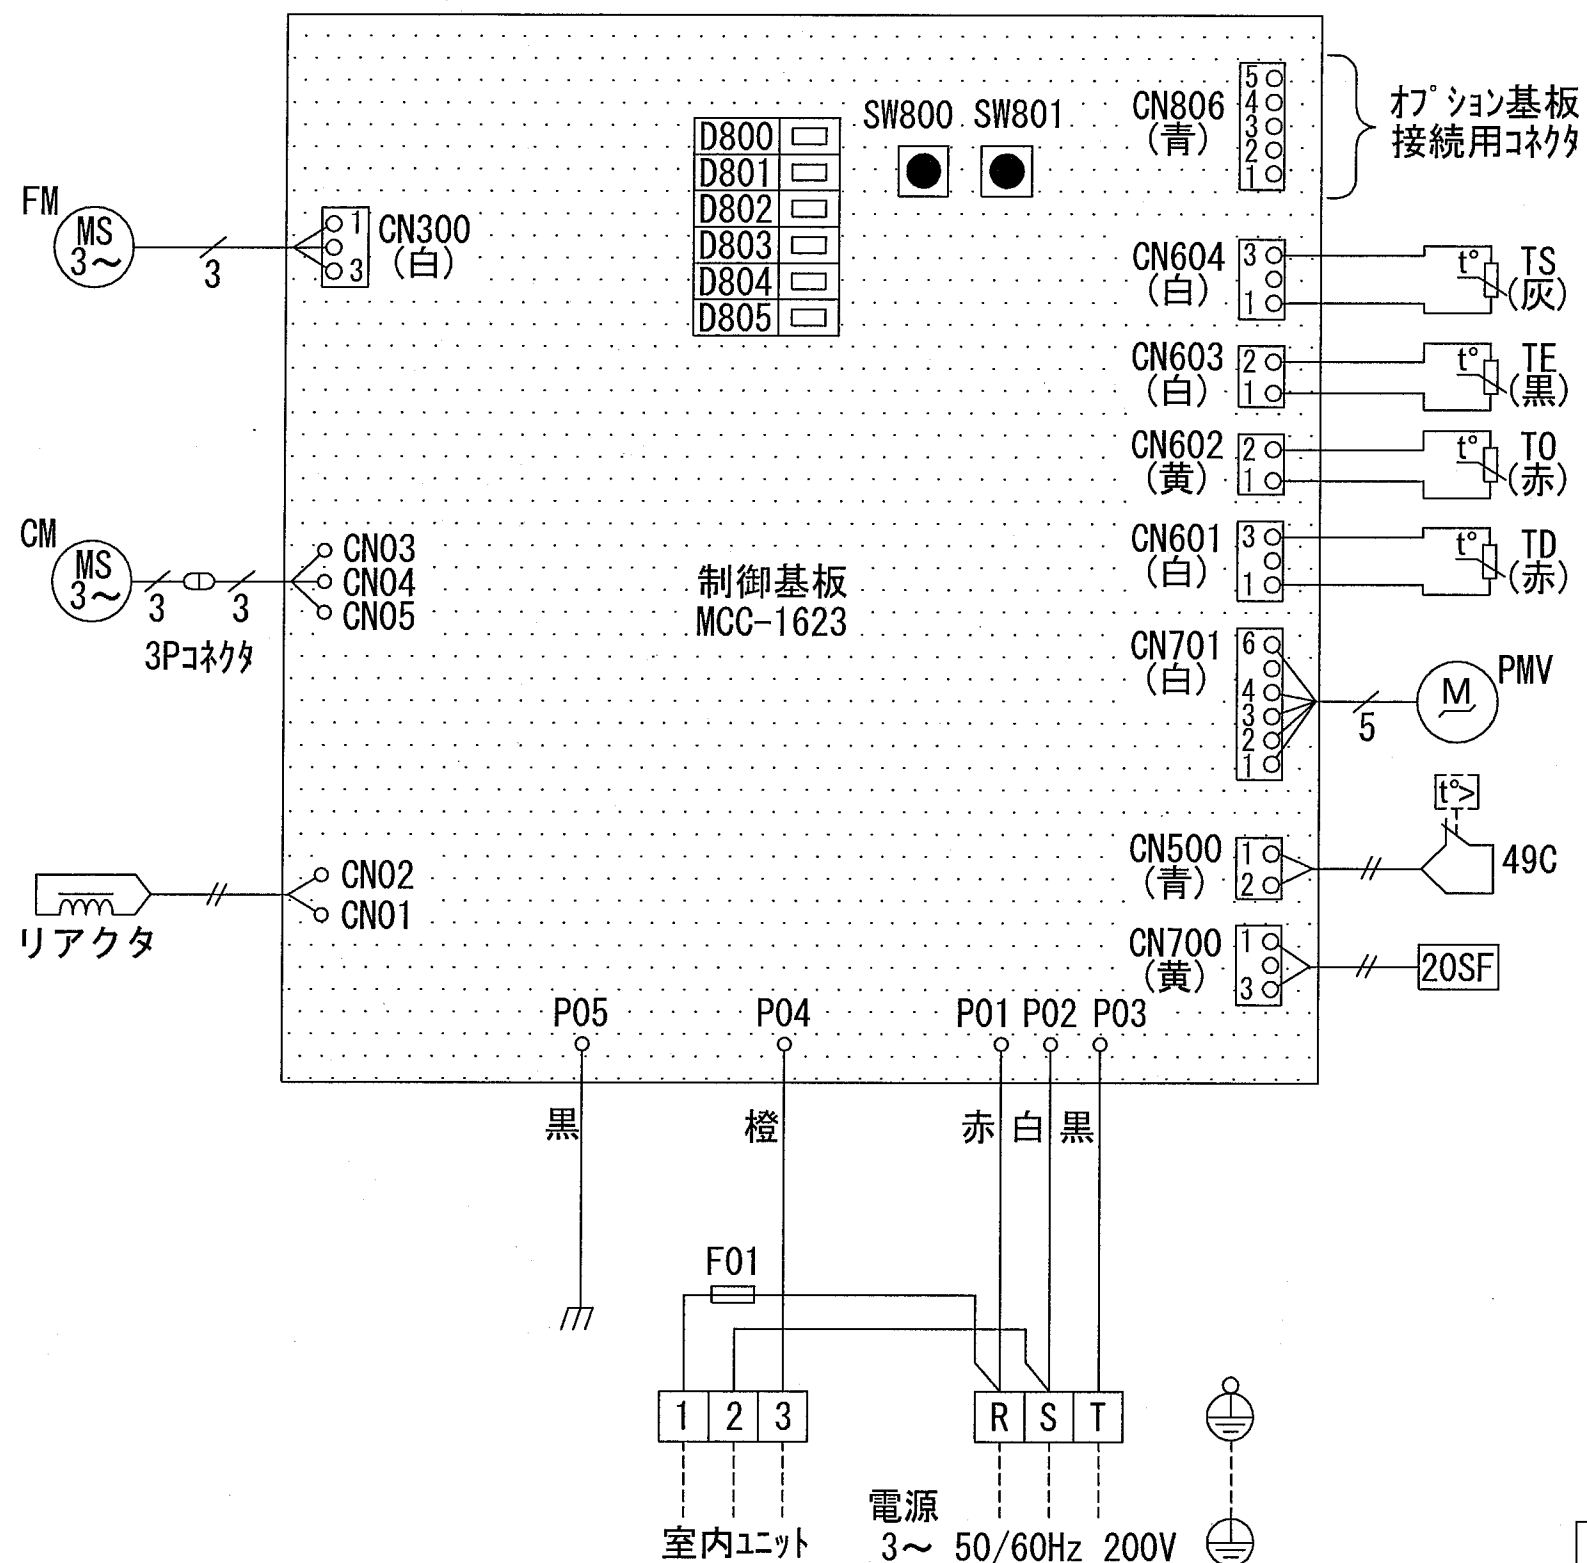 CN806
(青)
5
4
3
2
1
オプション基板
接続用コネクタ
SW800 SW801
D800
D801
D802
D803
D804
D805
FM
MS
3～
3
1
3
CN300
(白)
CN604
(白)
3
1
t°
TS
(灰)
CN603
(白)
2
1
t°
TE
(黒)
CN602
(黄)
2
1
t°
TO
(赤)
CN601
(白)
3
1
t°
TD
(赤)
CM
MS
3～
3
3
3Pコネクタ
CN03
CN04
CN05
制御基板
MCC-1623
CN701
(白)
6
4
3
2
1
5
M
PMV
CN500
(青)
1
2
t°>
49C
CN02
CN01
リアクタ
CN700
(黄)
1
3
20SF
P05 P04 P01 P02 P03
黒 橙 赤 白 黒
F01
1 2 3 R S T
室内ユニット
電源
3～ 50/60Hz 200V